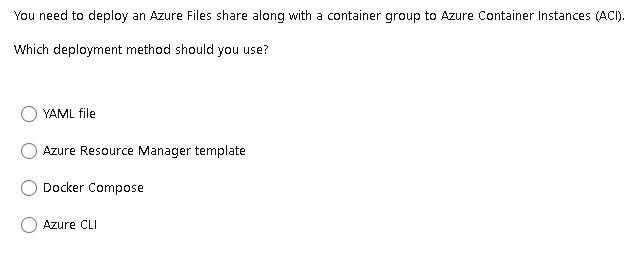 You need to deploy an Azure Files share along with a container group to Azure Container Instances (ACI).
Which deployment method should you use?
YAML file
Azure Resource Manager template
Docker Compose
Azure CLI